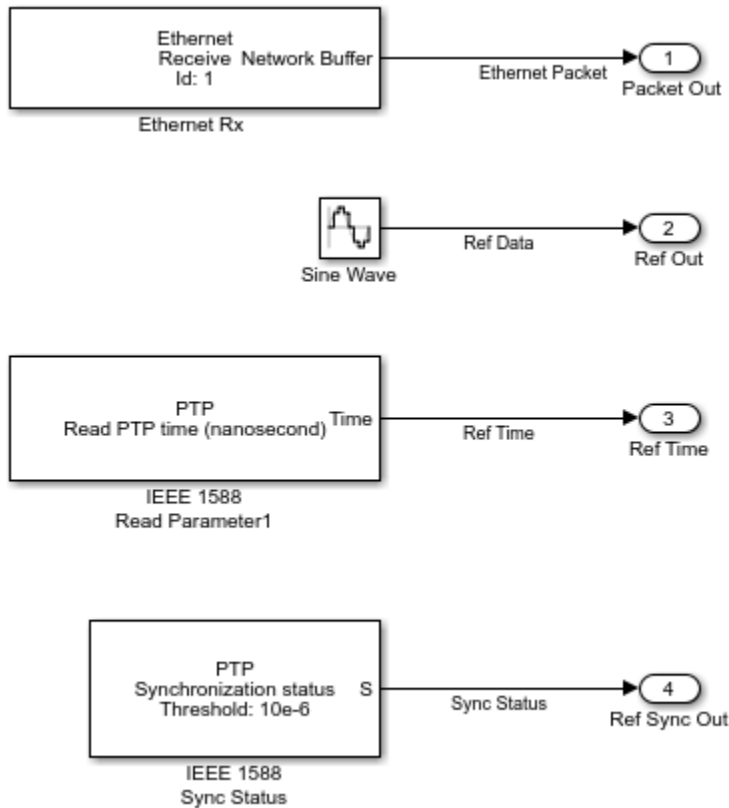 Ethernet
Receive Network Buffer
Id: 1
Ethernet Rx
Ethernet Packet
1
Packet Out
Sine Wave
Ref Data
2
Ref Out
PTP
Read PTP time (nanosecond) Time
IEEE 1588
Read Parameter1
Ref Time
3
Ref Time
PTP
Synchronization status S
Threshold: 10e-6
IEEE 1588
Sync Status
Sync Status
4
Ref Sync Out